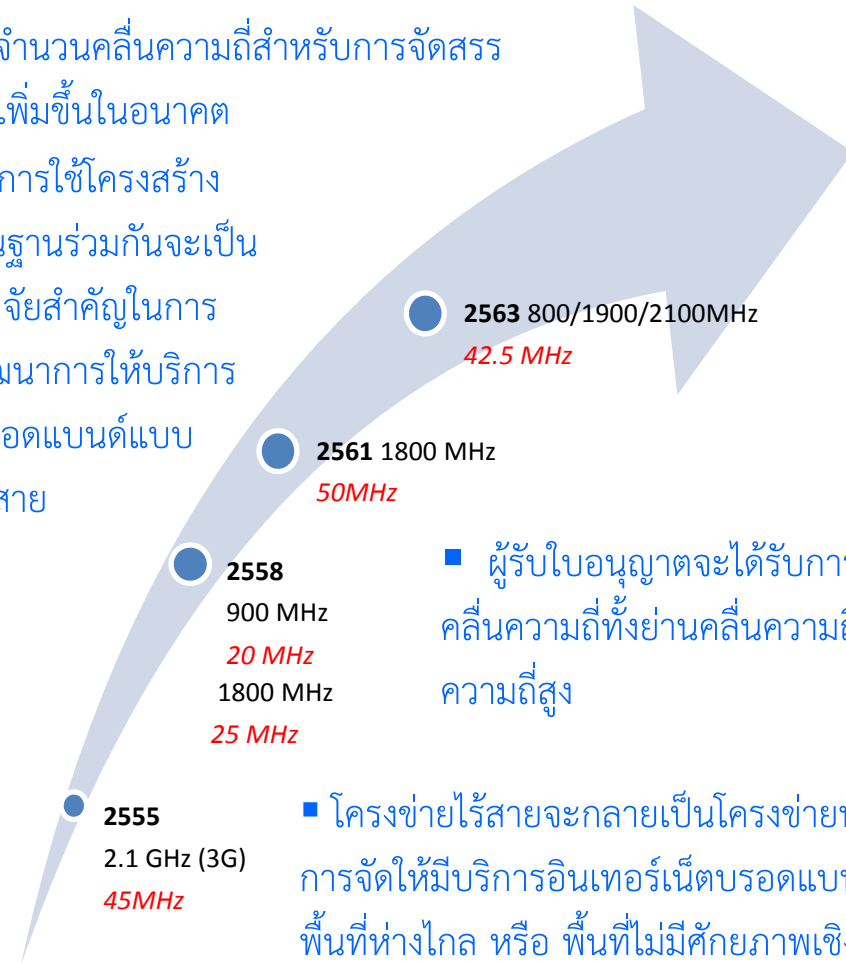 จำนวนคลื่นความถี่สำหรับการจัดสรร
เพิ่มขึ้นในอนาคต
การใช้โครงสร้าง
ฐานร่วมกันจะเป็น
จัยสำคัญในการ
นาการให้บริการ
อดแบนด์แบบ
สาย
2563 800/1900/2100MHz
42.5 MHz
2561 1800 MHz
50MHz
2558
900 MHz
20 MHz
1800 MHz
25 MHz
▪ ผู้รับใบอนุญาตจะได้รับการ
คลื่นความถี่ทั้งย่านคลื่นความถี
ความถี่สูง
2555
2.1 GHz (3G)
45MHz
▪ โครงข่ายไร้สายจะกลายเป็นโครงข่าย
การจัดให้มีบริการอินเทอร์เน็ตบรอดแบน
พื้นที่ห่างไกล หรือ พื้นที่ไม่มีศักยภาพเชิง